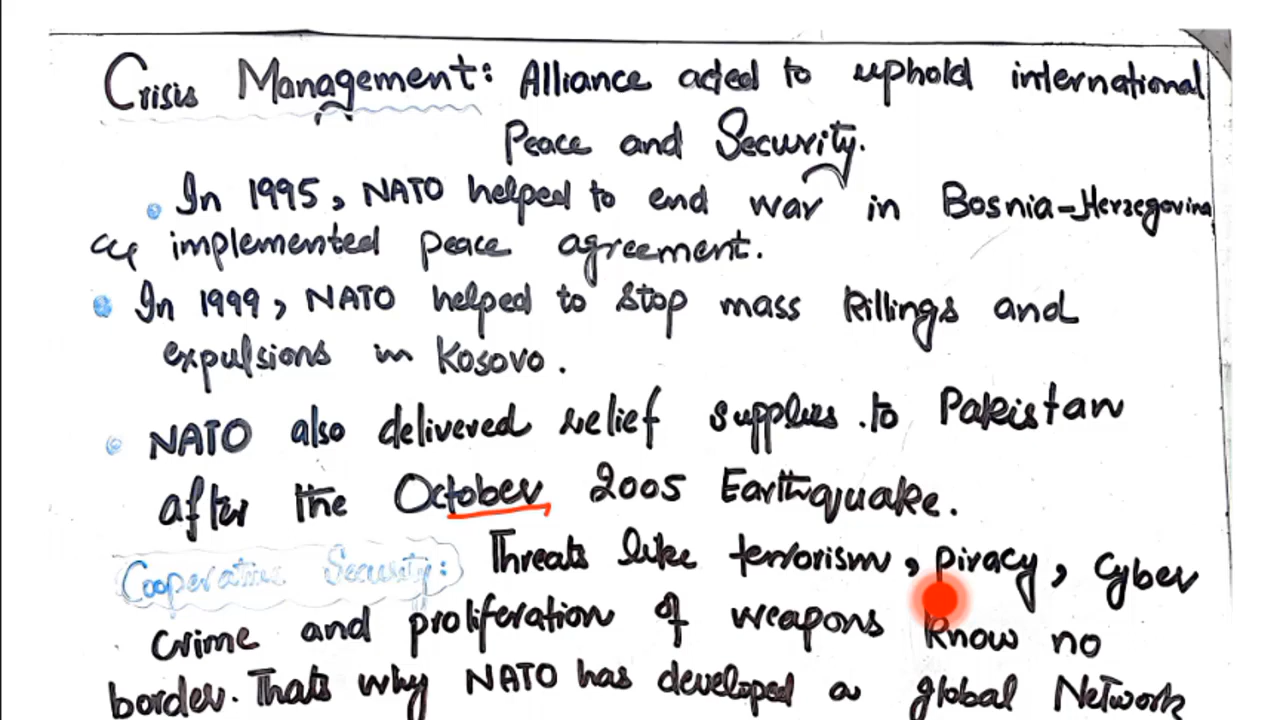 Crisis Management: Alliance acted to uphold international
Peace and Security.
In 1995, NATO helped to end war in Bosnia-Herzegovina
& implemented peace agreement.
In 1999, NATO helped to stop mass killings and
expulsions in Kosovo.
NATO also delivered relief supplies to Pakistan
after the October 2005 Earthquake.
Cooperative Security: Threats like terrorism, piracy, Cyber
crime and proliferation of weapons know no
border. Thats why NATO has developed a global Network